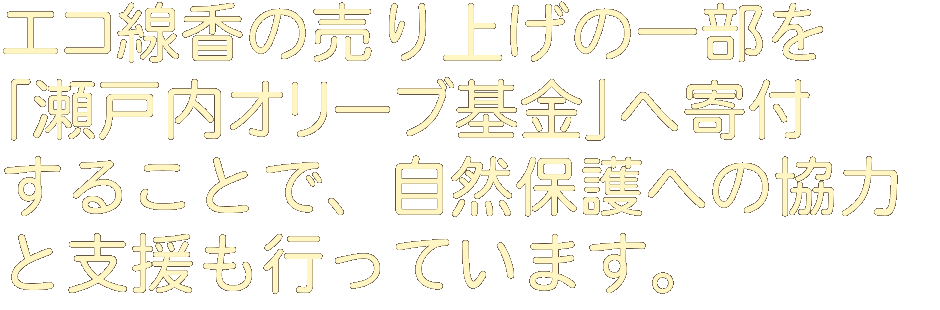 エコ線香の売り上げの一部を
「瀬戸内オリーブ基金」へ寄付
することで、自然保護への協力
と支援も行っています。